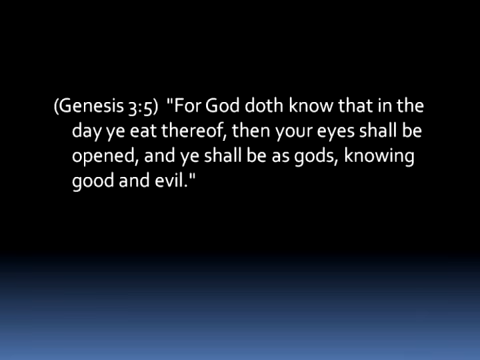 (Genesis 3:5) "For God doth know that in the
day ye eat thereof, then your eyes shall be
opened, and ye shall be as gods, knowing
good and evil."